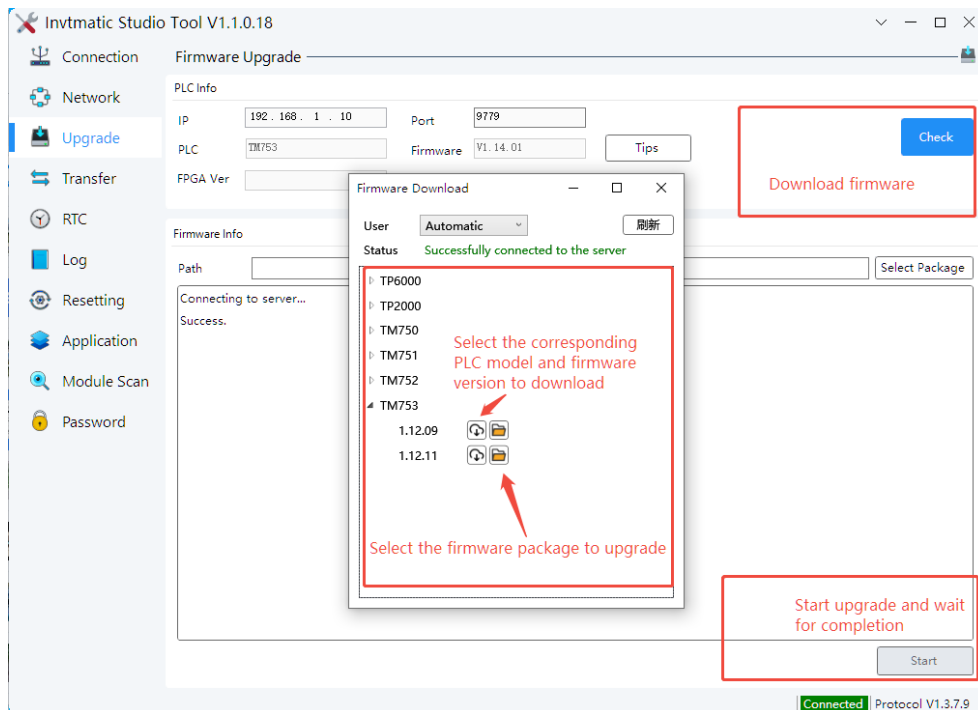 Invtmatic Studio Tool V1.1.0.18
Connection
Network
Upgrade
Transfer
RTC
Log
Resetting
Application
Module Scan
Password
Firmware Upgrade
PLC Info
IP
192 . 168 . 1 . 10
Port
9779
PLC
TM753
Firmware
V1.14.01
Tips
FPGA Ver
Check
Download firmware
Firmware Info
Path
Select Package
Connecting to server...
Success.
Firmware Download
User
Automatic
刷新
Status
Successfully connected to the server
TP6000
TP2000
TM750
TM751
TM752
TM753
1.12.09
1.12.11
Select the corresponding
PLC model and firmware
version to download
Select the firmware package to upgrade
Start upgrade and wait
for completion
Start
Connected
Protocol V1.3.7.9